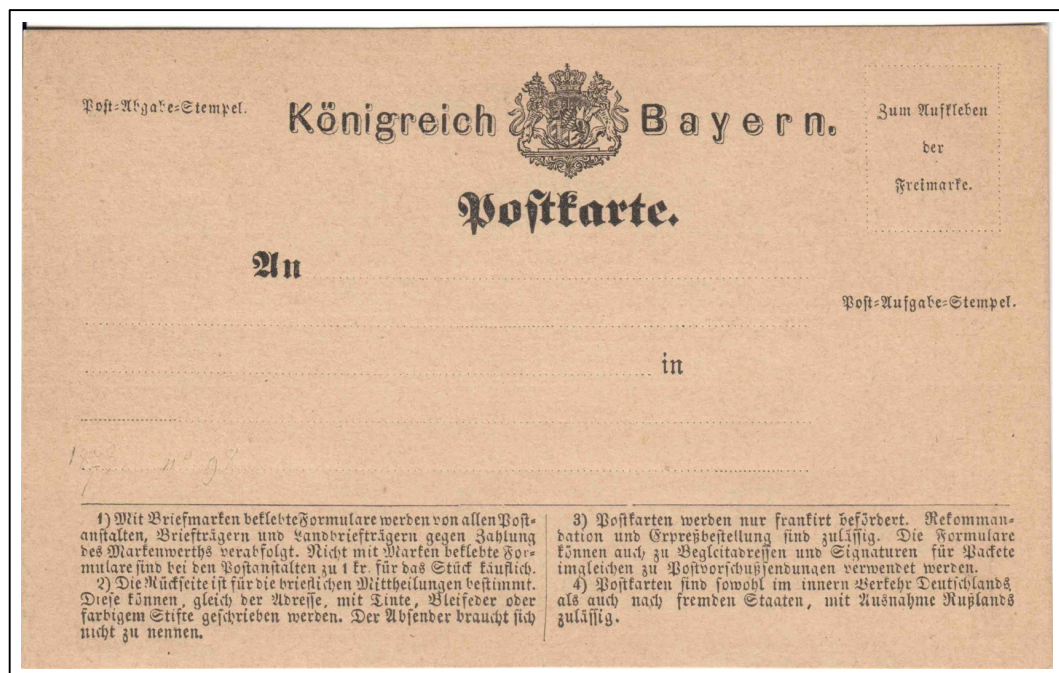 Post-Abgabe-Stempel.
Königreich Bayern.
Zum Aufkleben
der
Freimarke.
Postkarte.
An
Post-Aufgabe-Stempel.
in
1) Mit Briefmarken beklebte Formulare werden von allen Post-
anstalten, Briefträgern und Landbriefträgern gegen Zahlung
des Markenwerths verabfolgt. Nicht mit Marken beklebte For-
mulare sind bei den Postanstalten zu 1 kr. für das Stück käuflich.
2) Die Rückseite ist für die brieflichen Mittheilungen bestimmt.
Diese können, gleich der Adresse, mit Tinte, Bleifeder oder
farbigem Stifte geschrieben werden. Der Absender braucht sich
nicht zu nennen.
3) Postkarten werden nur frankirt befördert. Rekomman-
dation und Expreßbestellung sind zulässig. Die Formulare
können auch zu Begleitadressen und Signaturen für Packete
imgleichen zu Postvorschußsendungen verwendet werden.
4) Postkarten sind sowohl im innern Verkehr Deutschlands
als auch nach fremden Staaten, mit Ausnahme Rußlands
zulässig.